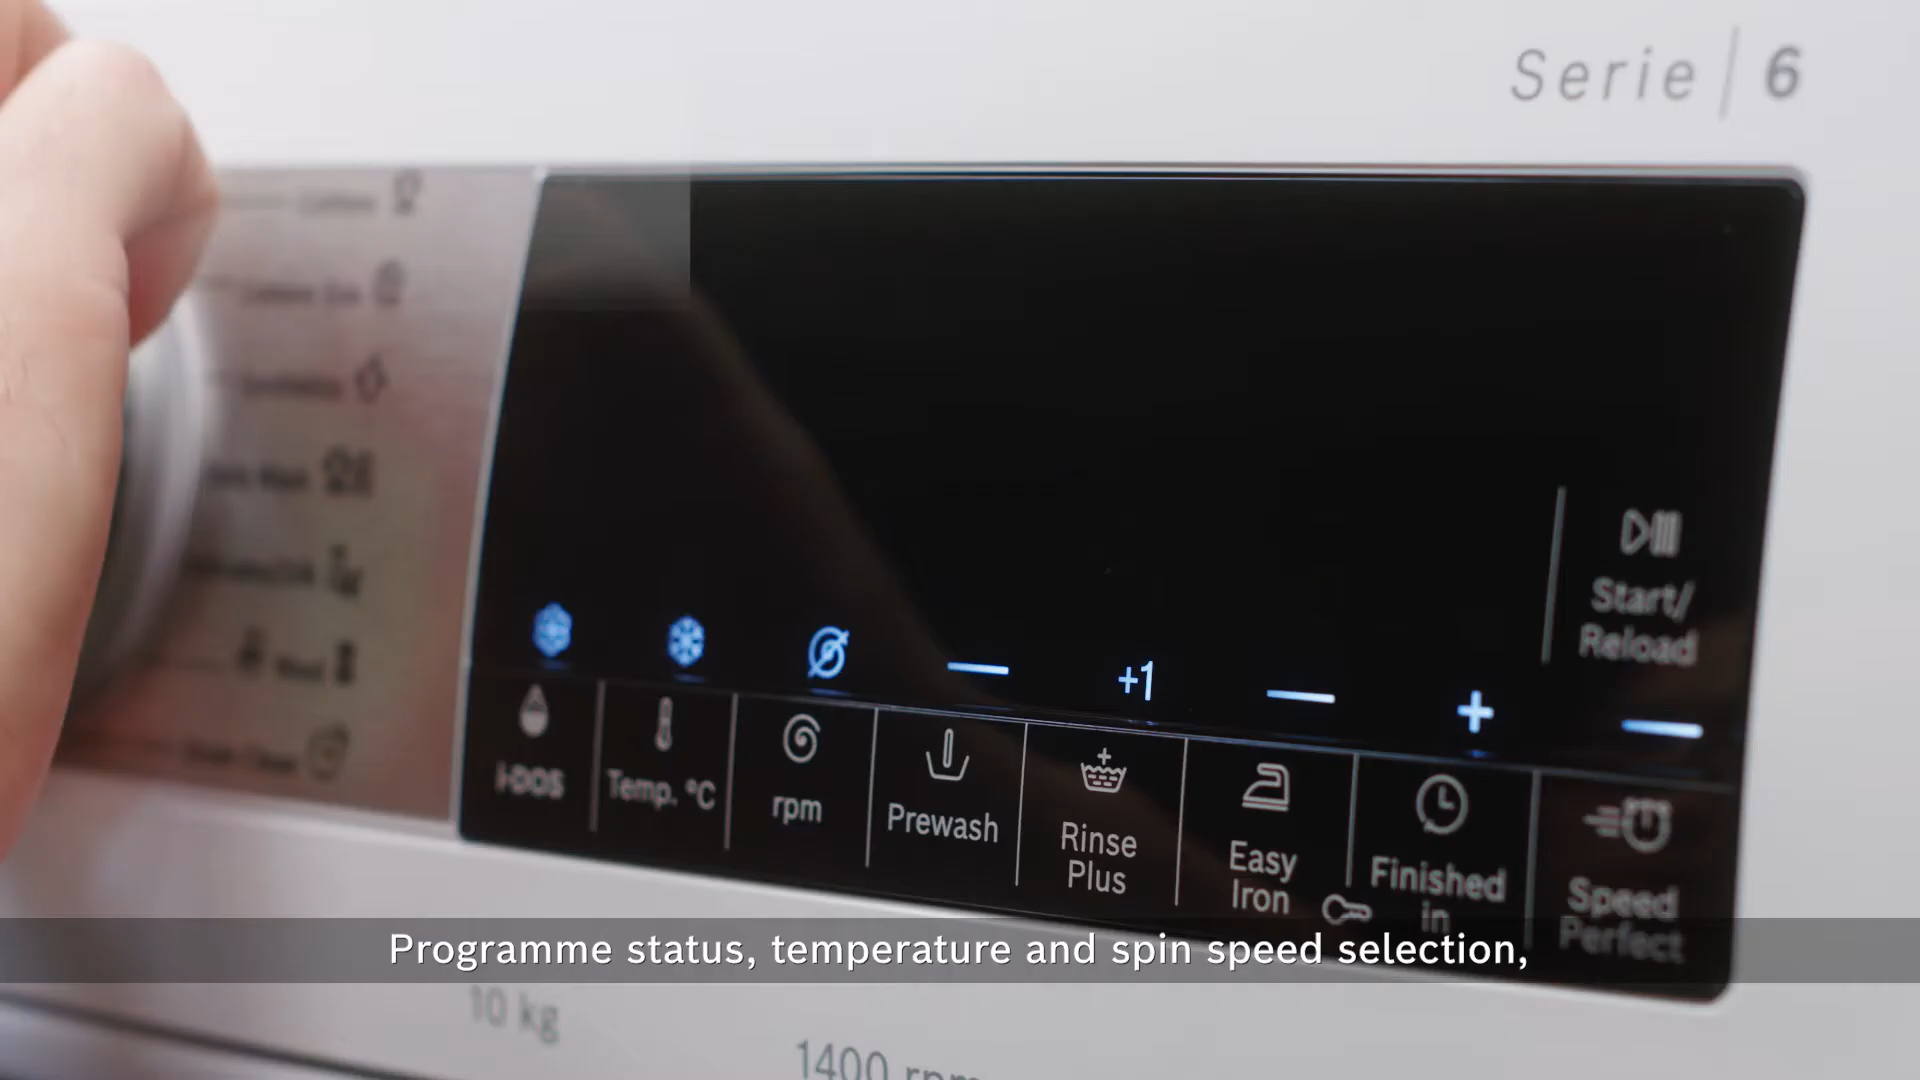 Serie | 6
Start/
Reload
+1
+
i-DOS
Temp. °C
rpm
Prewash
Rinse
Plus
Easy
Iron
Finished
in
Speed
Perfect
Programme status, temperature and spin speed selection,
10 kg
1400 rpm